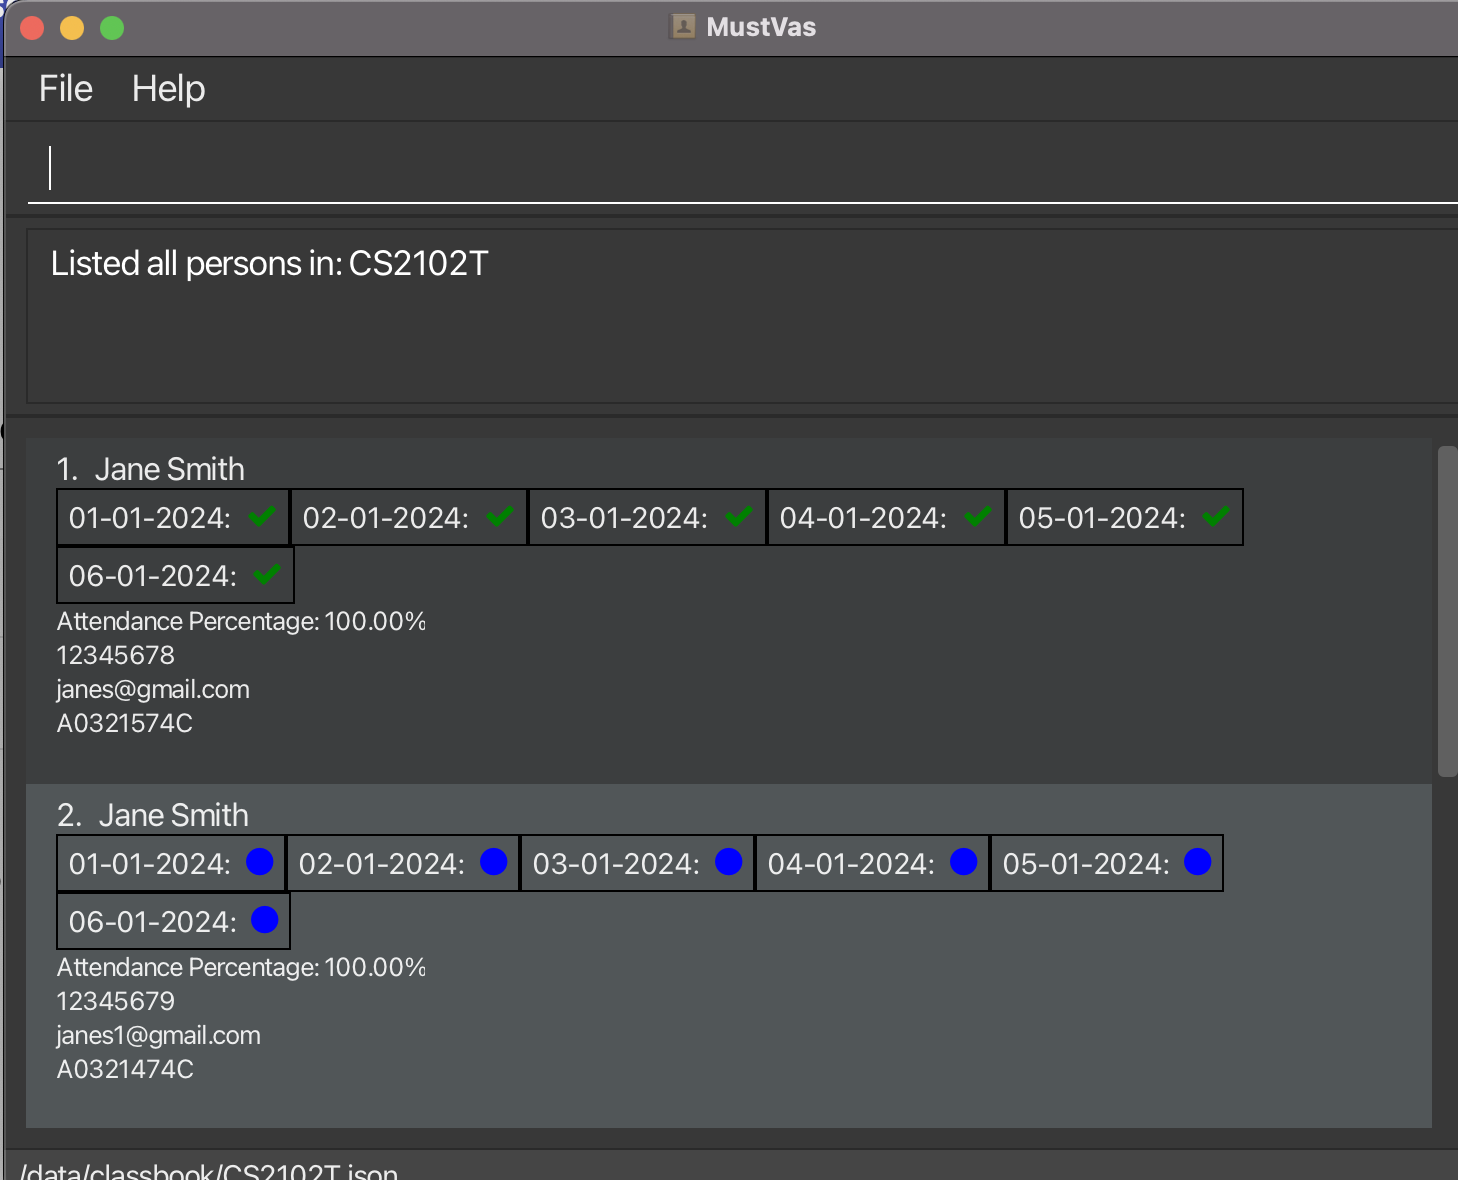 MustVas
File Help
Listed all persons in: CS2102T
1. Jane Smith
01-01-2024: 02-01-2024: 03-01-2024: 04-01-2024: 05-01-2024:
06-01-2024:
Attendance Percentage: 100.00%
12345678
janes@gmail.com
A0321574C
2. Jane Smith
01-01-2024: 02-01-2024: 03-01-2024: 04-01-2024: 05-01-2024:
06-01-2024:
Attendance Percentage: 100.00%
12345679
janes1@gmail.com
A0321474C
/data/classbook/CS2102T.json